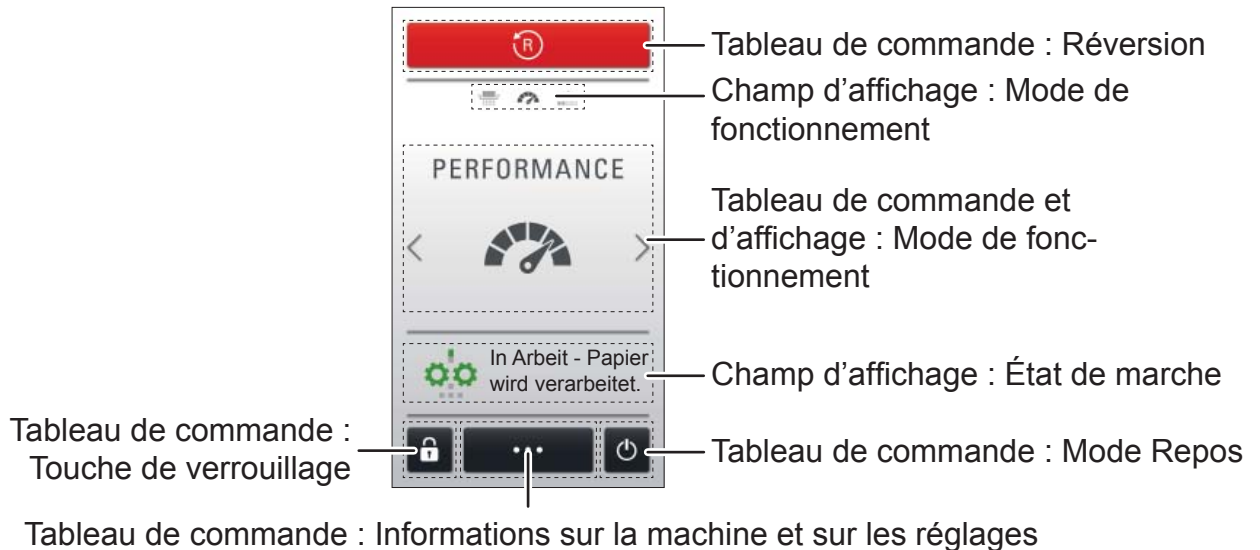 R
Tableau de commande : Réversion
Champ d’affichage : Mode de
fonctionnement
PERFORMANCE
Tableau de commande et
d’affichage : Mode de fonc-
tionnement
In Arbeit - Papier
wird verarbeitet.
Champ d’affichage : État de marche
Tableau de commande :
Touche de verrouillage
Tableau de commande : Mode Repos
Tableau de commande : Informations sur la machine et sur les réglages